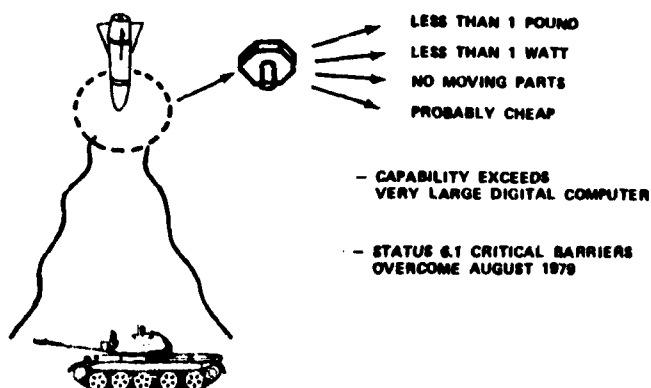 LESS THAN 1 POUND
LESS THAN 1 WATT
NO MOVING PARTS
PROBABLY CHEAP
– CAPABILITY EXCEEDS
VERY LARGE DIGITAL COMPUTER
– STATUS 6.1 CRITICAL BARRIERS
OVERCOME AUGUST 1979